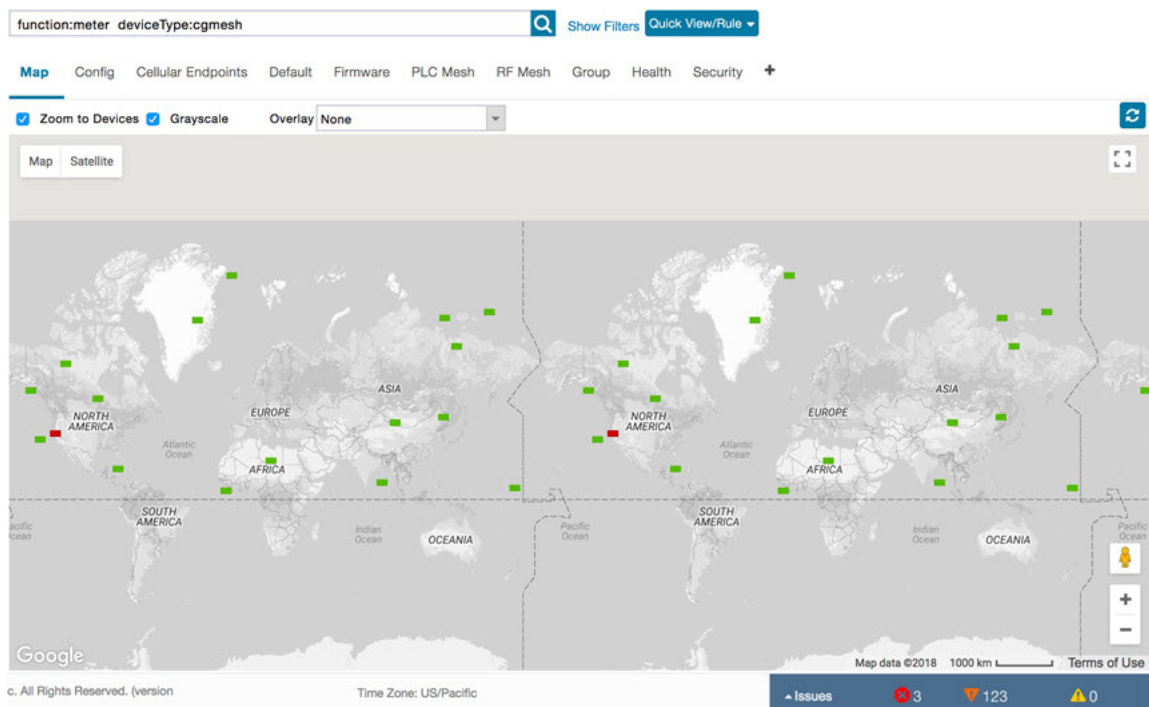 function:meter deviceType:cgmesh
Show Filters
Quick View/Rule
Map Config Cellular Endpoints Default Firmware PLC Mesh RF Mesh Group Health Security +
Zoom to Devices Grayscale Overlay None
Map Satellite
ASIA ASIA
NORTH AMERICA EUROPE NORTH AMERICA EUROPE
Atlantic Ocean Atlantic Ocean
AFRICA AFRICA
SOUTH AMERICA SOUTH AMERICA
Pacific Ocean Indian Ocean OCEANIA Pacific Ocean Indian Ocean OCEANIA Pacific Ocean
Google
Map data ©2018 1000 km Terms of Use
c. All Rights Reserved. (version
Time Zone: US/Pacific
Issues 3 123 0